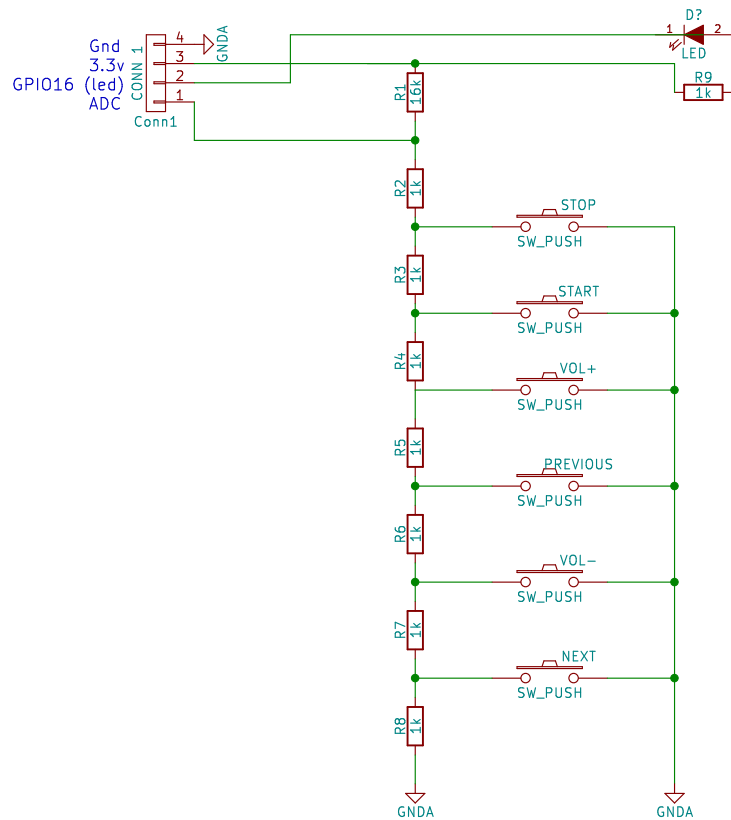 D?
1 2
LED
Gnd
3.3v
GPIO16 (led)
ADC
CONN 1
4
3
2
1
Conn1
GNDA
R9
1k
R1
16k
R2
1k
STOP
SW_PUSH
R3
1k
START
SW_PUSH
R4
1k
VOL+
SW_PUSH
R5
1k
PREVIOUS
SW_PUSH
R6
1k
VOL-
SW_PUSH
R7
1k
NEXT
SW_PUSH
R8
1k
GNDA
GNDA